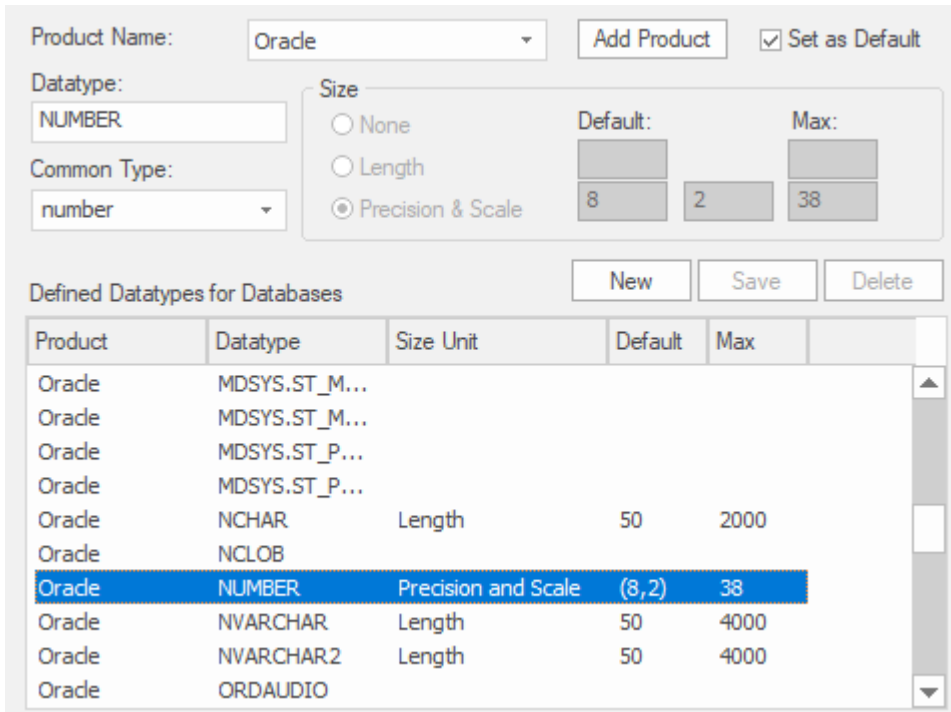 Product Name: Oracle Add Product Set as Default
Datatype: Size
NUMBER None Default: Max:
Common Type: Length
number Precision & Scale 8 2 38
New Save Delete
Defined Datatypes for Databases
Product Datatype Size Unit Default Max
Oracle MDSYS.ST_M...
Oracle MDSYS.ST_M...
Oracle MDSYS.ST_P...
Oracle MDSYS.ST_P...
Oracle NCHAR Length 50 2000
Oracle NCLOB
Oracle NUMBER Precision and Scale (8,2) 38
Oracle NVARCHAR Length 50 4000
Oracle NVARCHAR2 Length 50 4000
Oracle ORDAUDIO